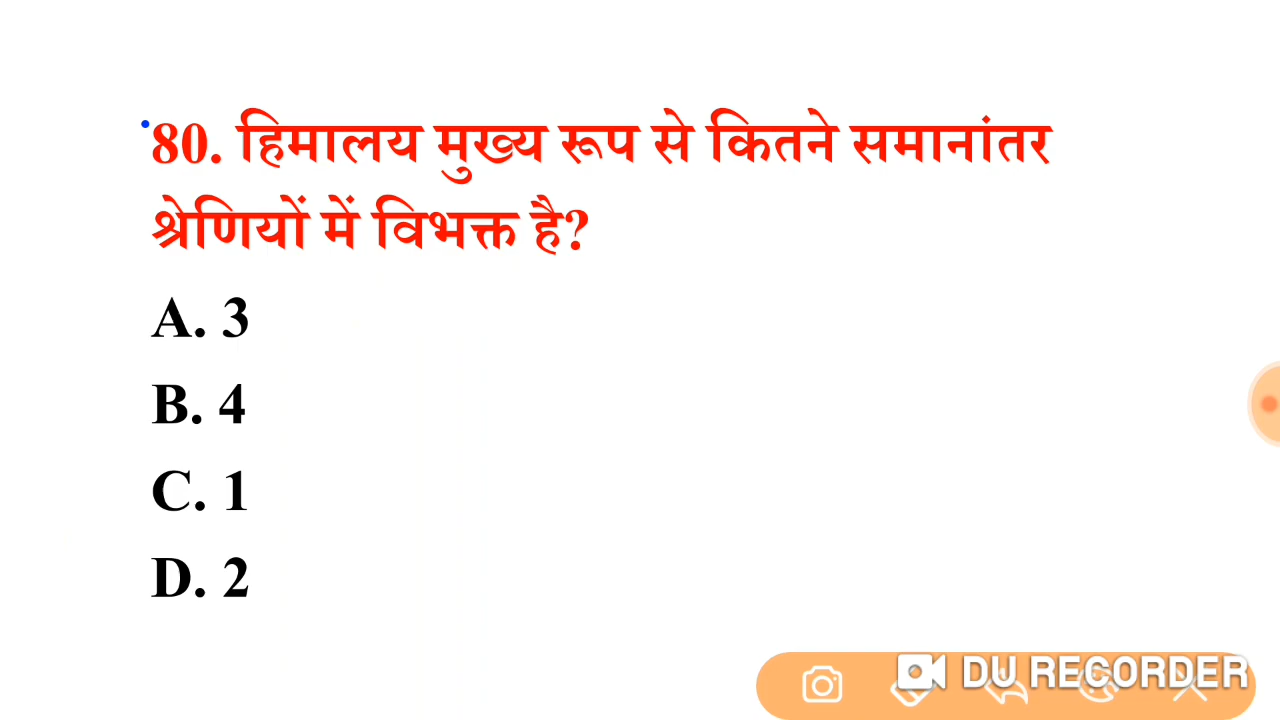 80. हिमालय मुख्य रूप से कितने समानांतर
श्रेणियों में विभक्त है?
A. 3
B. 4
C. 1
D. 2
DU RECORDER